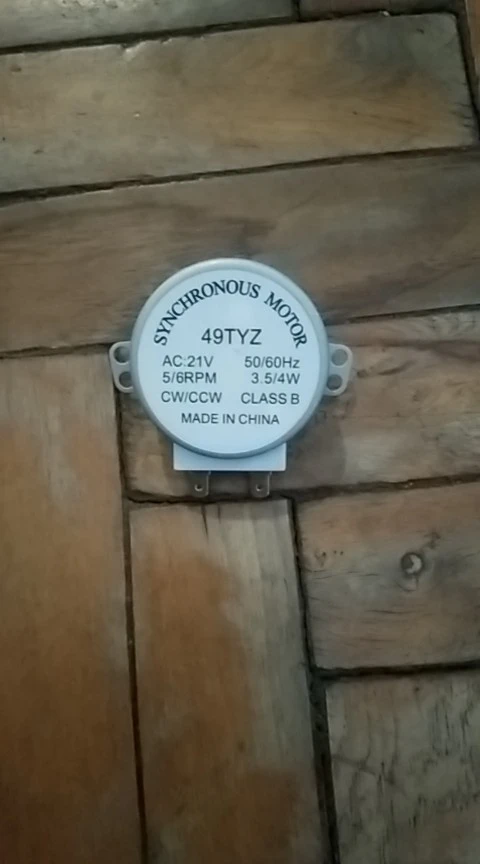 SYNCHRONOUS MOTOR
49TYZ
AC:21V 50/60Hz
5/6RPM 3.5/4W
CW/CCW CLASS B
MADE IN CHINA